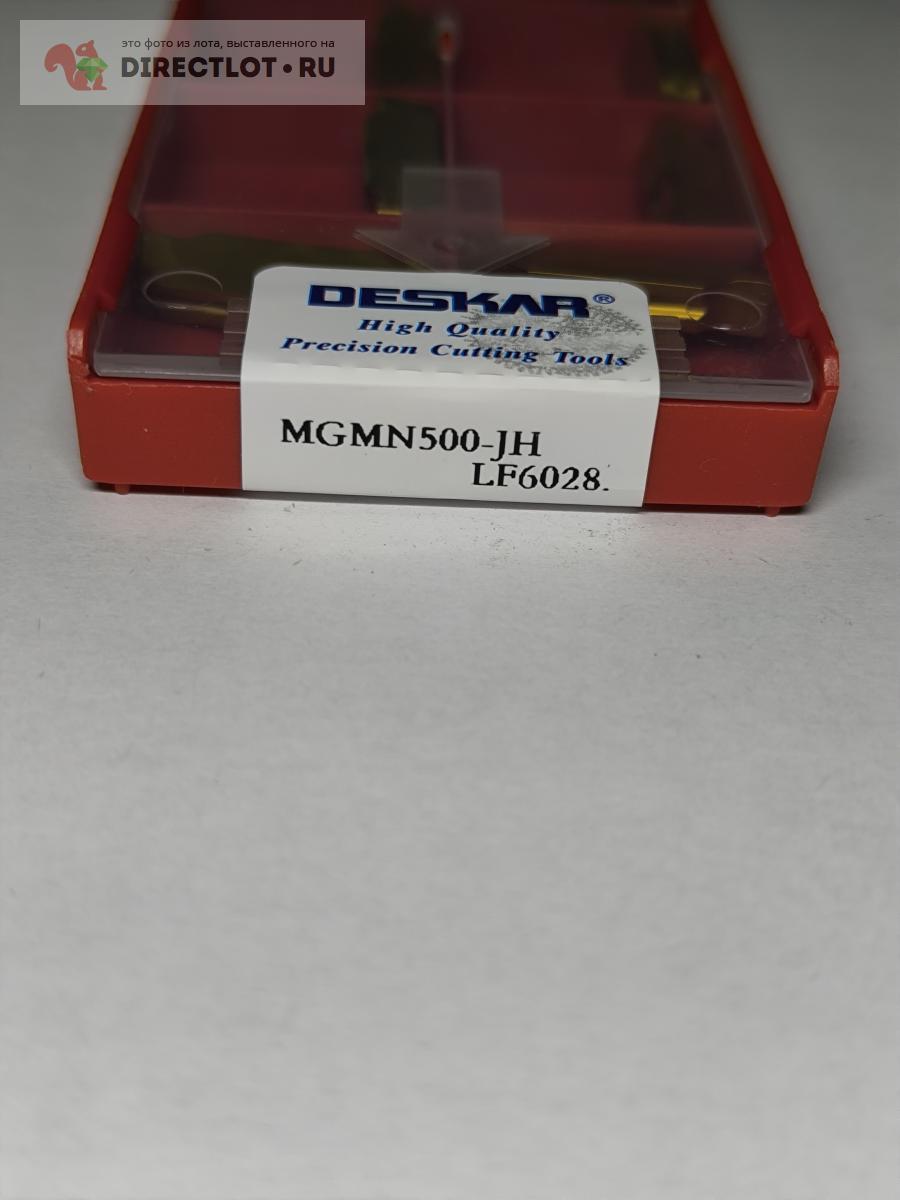 это фото из лота, выставленного на
DIRECTLOT•RU
DESKAR®
High Quality
Precision Cutting Tools
MGMN500-JH
LF6028.